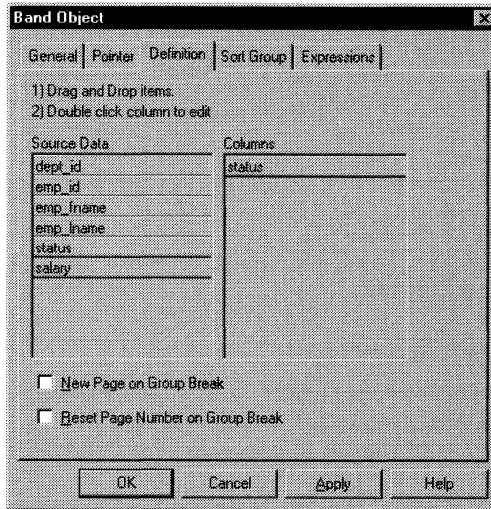 Band Object
General Pointer Definition Sort Group Expressions
1) Drag and Drop items.
2) Double click column to edit
Source Data Columns
dept_id status
emp_id
emp_fname
emp_lname
status
salary
New Page on Group Break
Reset Page Number on Group Break
OK Cancel Apply Help